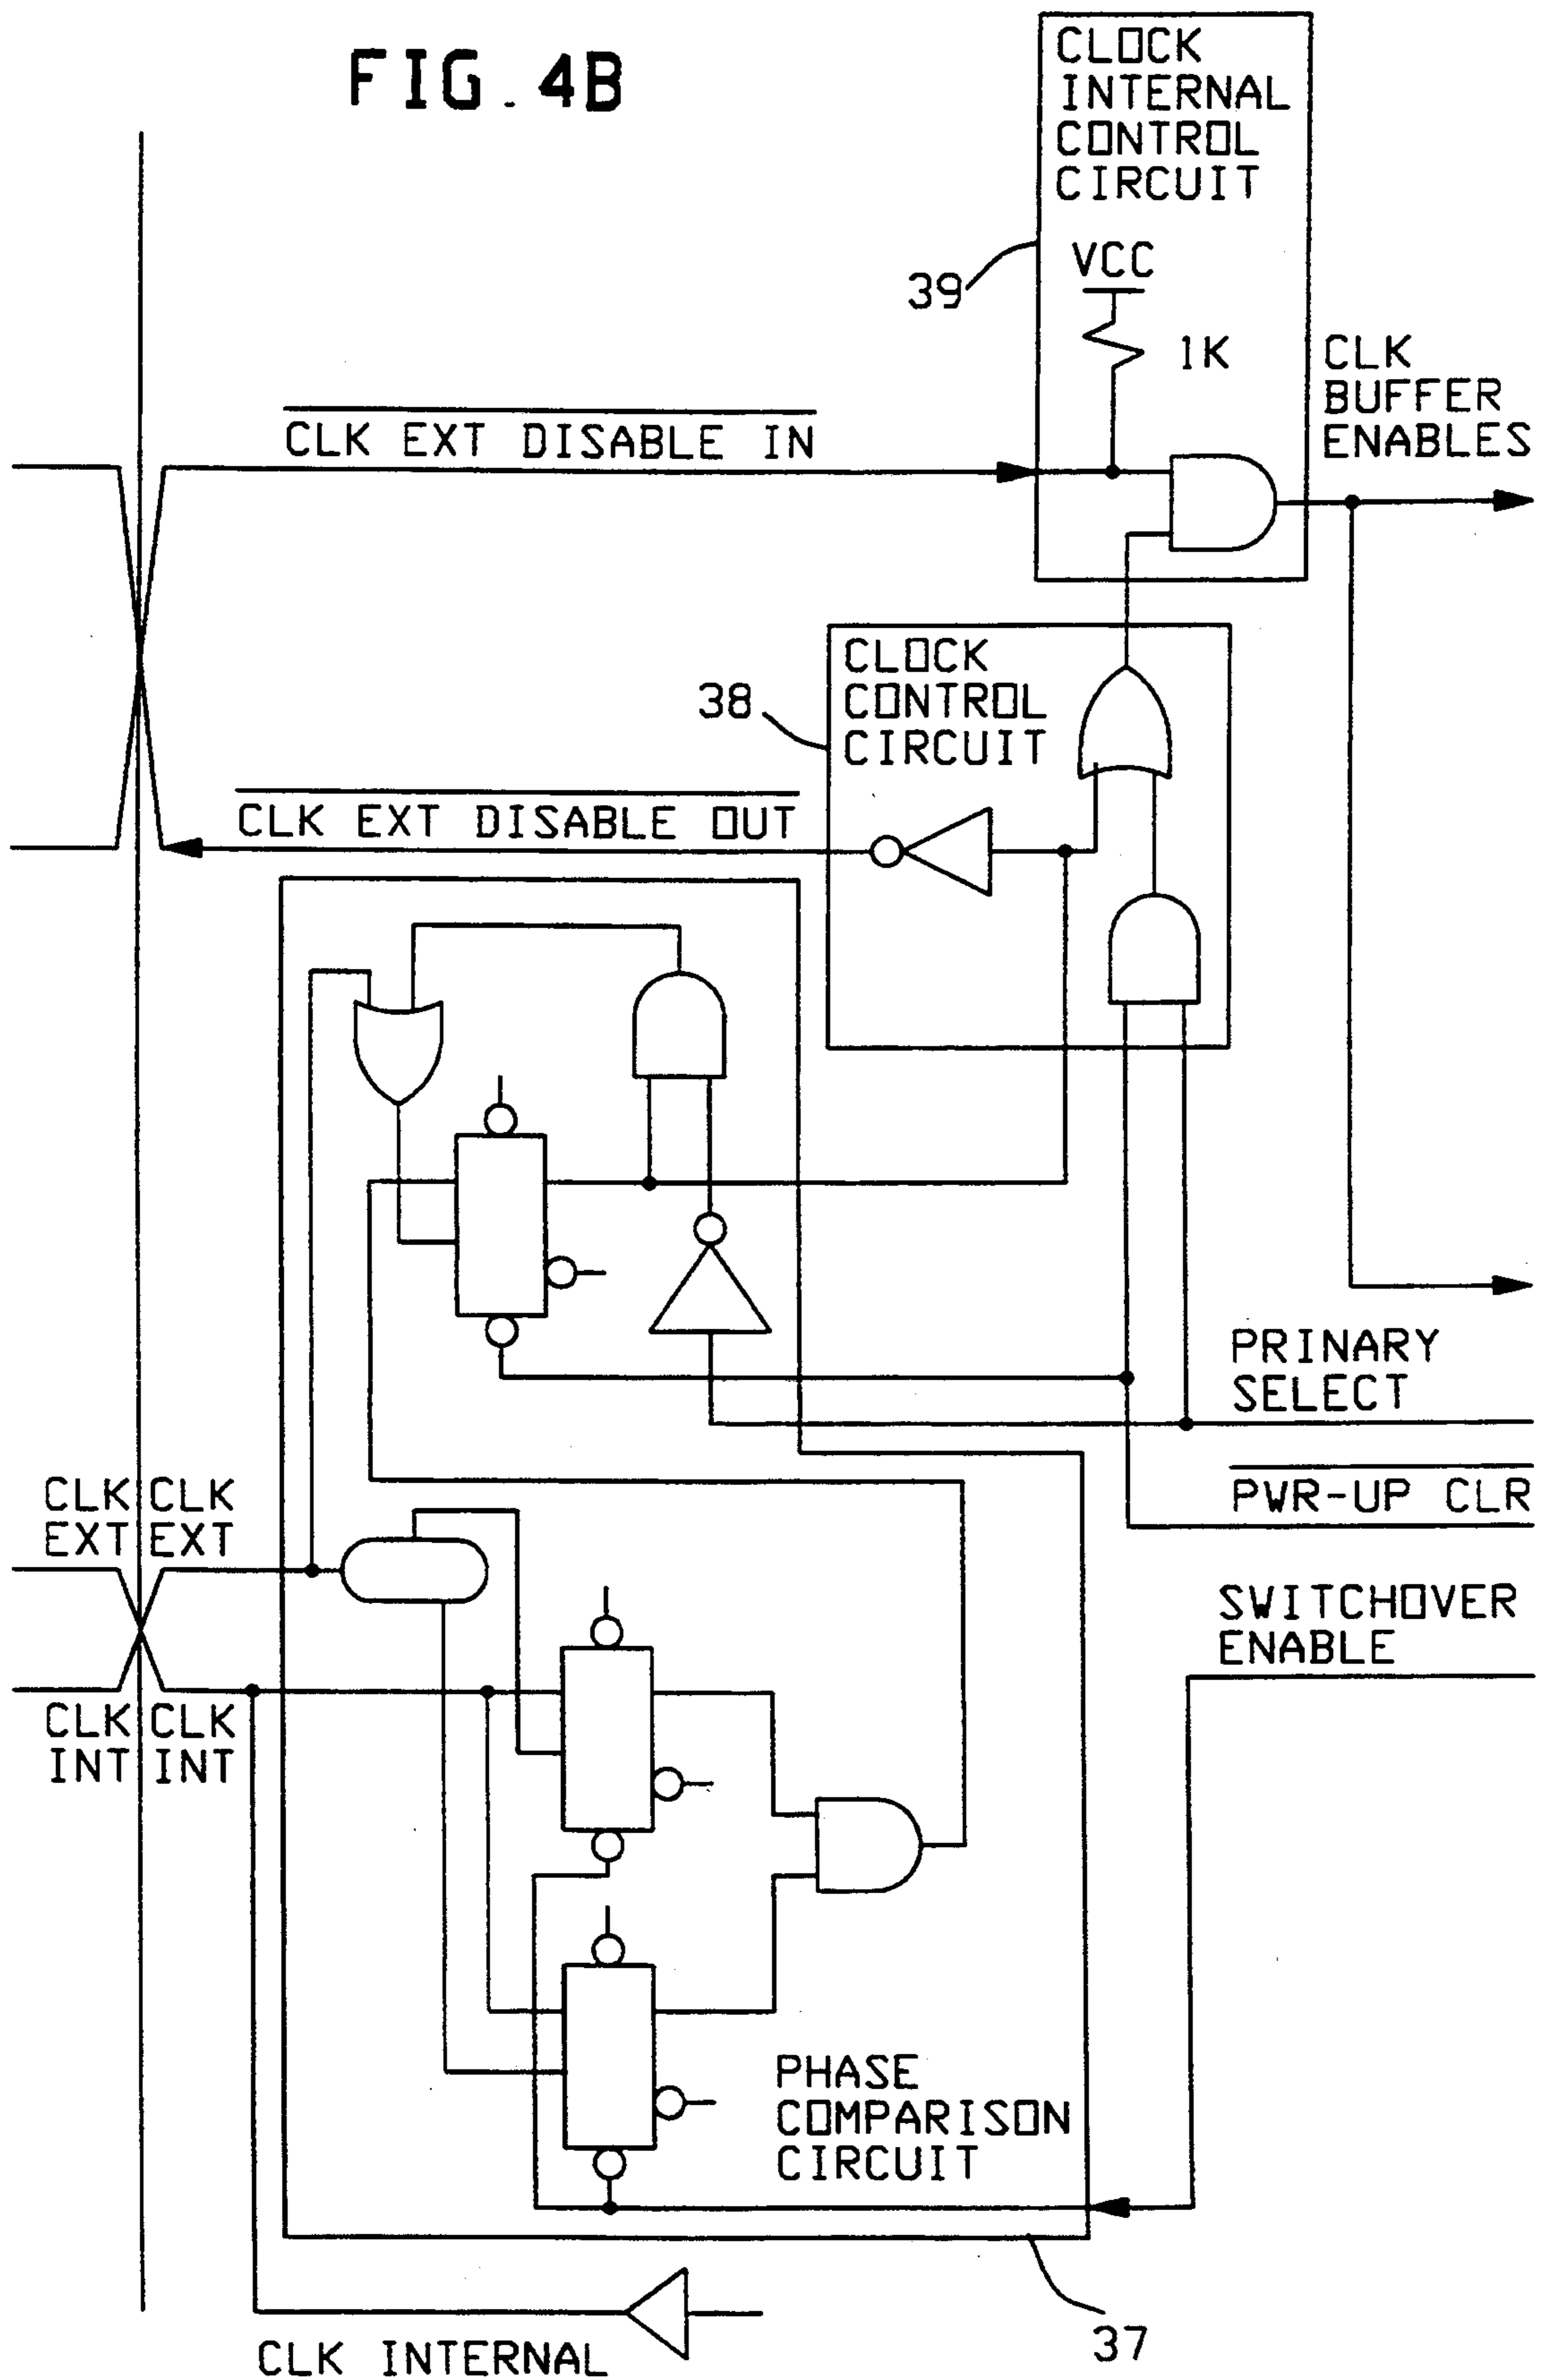 FIG. 4B
CLOCK
INTERNAL
CONTROL
CIRCUIT
39
VCC
1K
CLK
BUFFER
ENABLES
CLK EXT DISABLE IN
38
CLOCK
CONTROL
CIRCUIT
CLK EXT DISABLE OUT
PRINARY
SELECT
PWR-UP CLR
CLK CLK
EXT EXT
SWITCHOVER
ENABLE
CLK CLK
INT INT
PHASE
COMPARISON
CIRCUIT
37
CLK INTERNAL